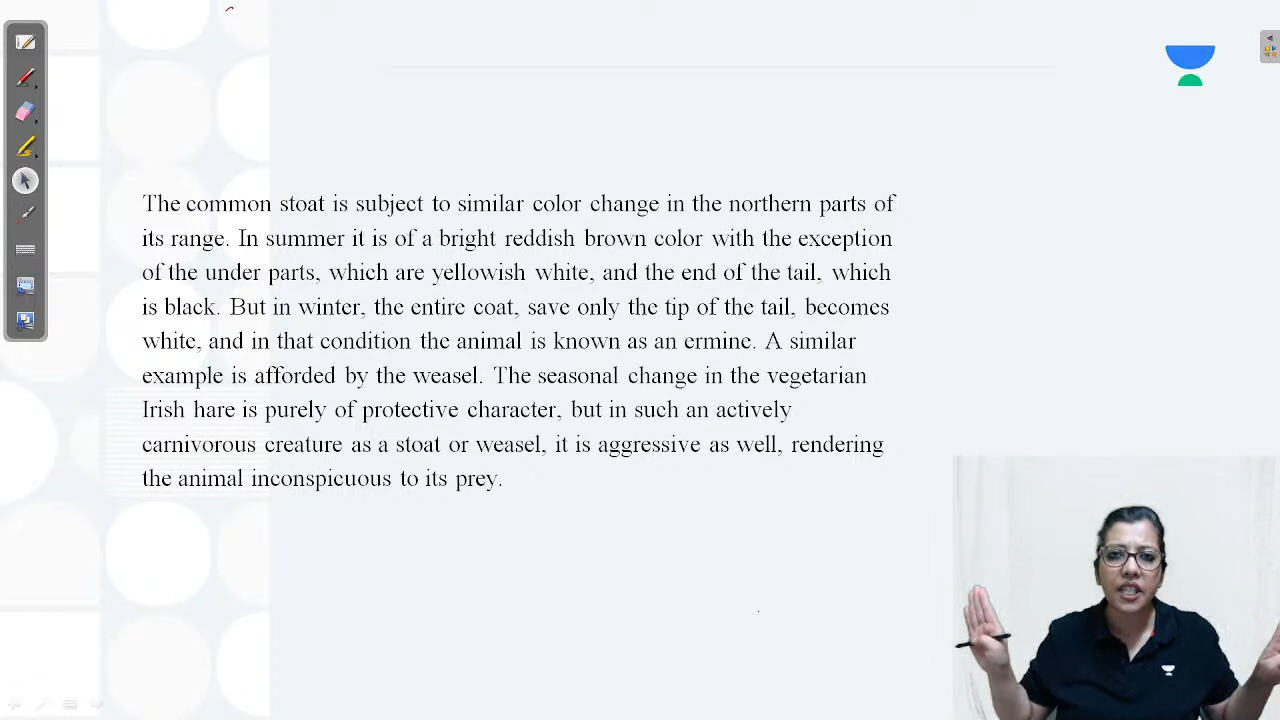 The common stoat is subject to similar color change in the northern parts of
its range. In summer it is of a bright reddish brown color with the exception
of the under parts, which are yellowish white, and the end of the tail, which
is black. But in winter, the entire coat, save only the tip of the tail, becomes
white, and in that condition the animal is known as an ermine. A similar
example is afforded by the weasel. The seasonal change in the vegetarian
Irish hare is purely of protective character, but in such an actively
carnivorous creature as a stoat or weasel, it is aggressive as well, rendering
the animal inconspicuous to its prey.